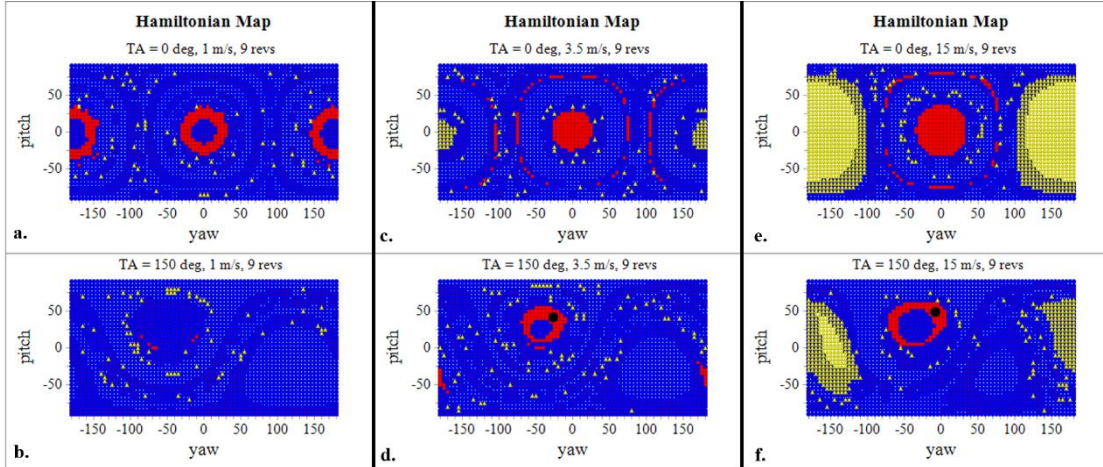 Hamiltonian Map
TA = 0 deg, 1 m/s, 9 revs
50
0
-50
pitch
-150 -100 -50 0 50 100 150
yaw
a.
Hamiltonian Map
TA = 0 deg, 3.5 m/s, 9 revs
50
0
-50
pitch
-150 -100 -50 0 50 100 150
yaw
c.
Hamiltonian Map
TA = 0 deg, 15 m/s, 9 revs
50
0
-50
pitch
-150 -100 -50 0 50 100 150
yaw
e.
TA = 150 deg, 1 m/s, 9 revs
50
0
-50
pitch
-150 -100 -50 0 50 100 150
yaw
b.
TA = 150 deg, 3.5 m/s, 9 revs
50
0
-50
pitch
-150 -100 -50 0 50 100 150
yaw
d.
TA = 150 deg, 15 m/s, 9 revs
50
0
-50
pitch
-150 -100 -50 0 50 100 150
yaw
f.